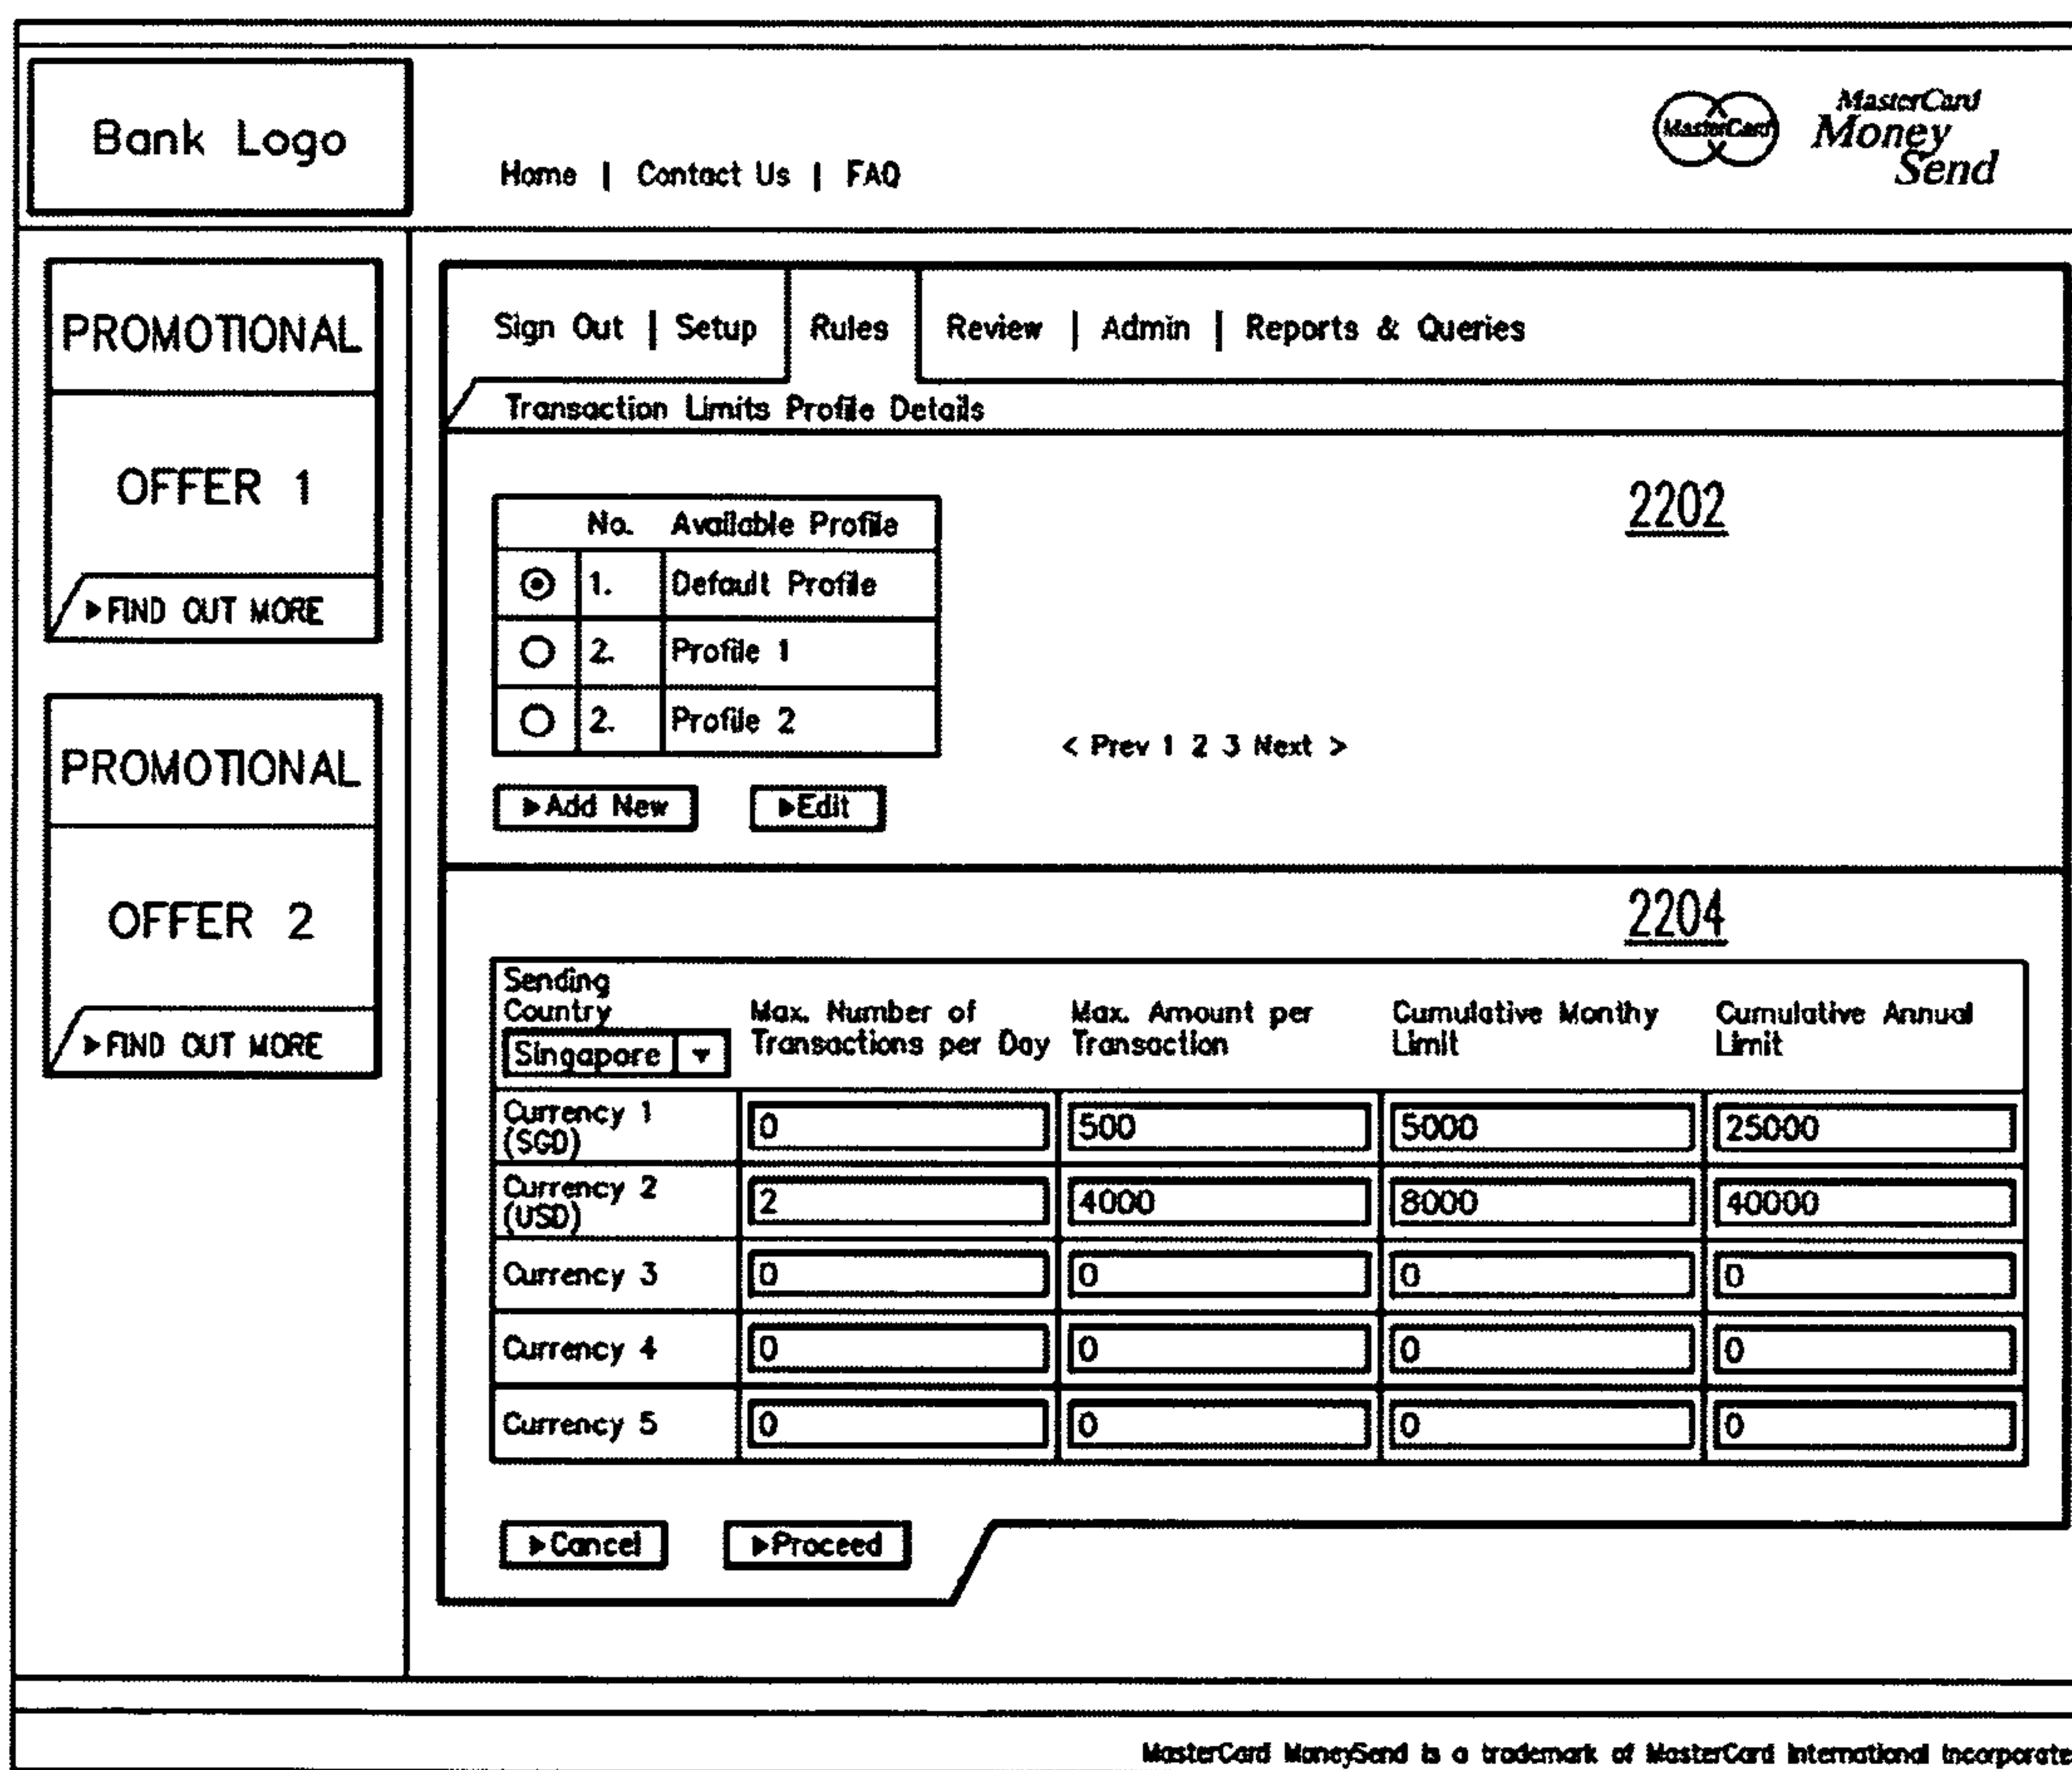 Bank Logo
Home | Contact Us | FAQ
MasterCard
MasterCard
Money
Send
PROMOTIONAL
OFFER 1
▶FIND OUT MORE
PROMOTIONAL
OFFER 2
▶FIND OUT MORE
Sign Out | Setup Rules Review | Admin | Reports & Queries
Transaction Limits Profile Details
2202
No. Available Profile
1. Default Profile
2. Profile 1
2. Profile 2
< Prev 1 2 3 Next >
▶Add New ▶Edit
2204
Sending
Country
Singapore
Max. Number of
Transactions per Day
Max. Amount per
Transaction
Cumulative Monthy
Limit
Cumulative Annual
Limit
Currency 1
(SGD)
0 500 5000 25000
Currency 2
(USD)
2 4000 8000 40000
Currency 3 0 0 0 0
Currency 4 0 0 0 0
Currency 5 0 0 0 0
▶Cancel ▶Proceed
MasterCard MoneySend is a trademark of MasterCard International Incorporate